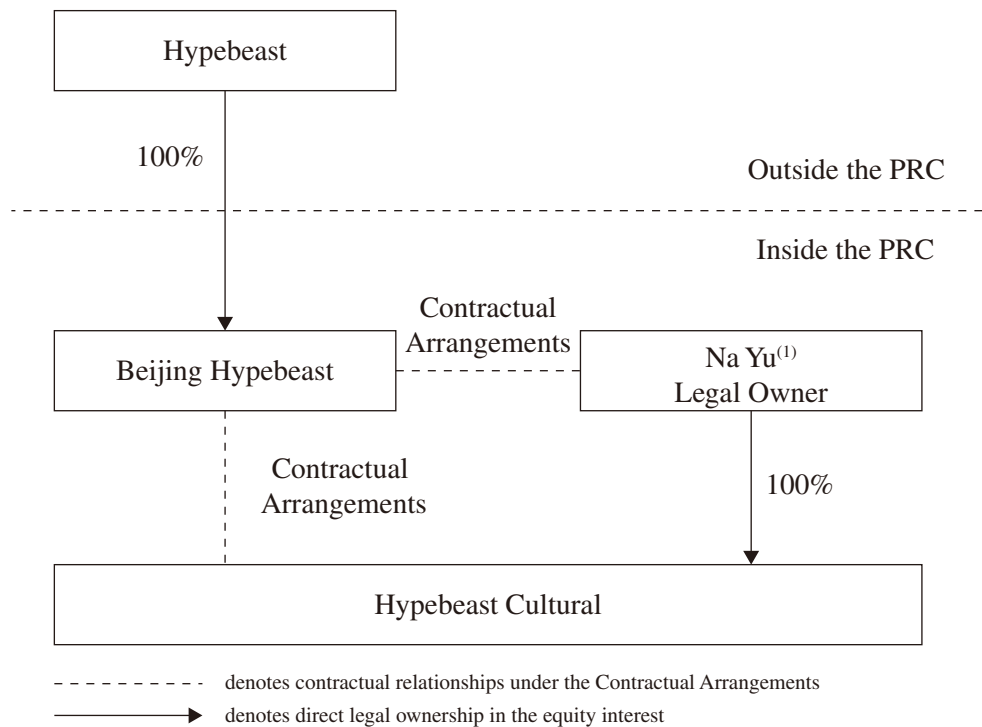 Hypebeast
100%
Outside the PRC
Inside the PRC
Contractual
Arrangements
Beijing Hypebeast
Na Yu(1)
Legal Owner
Contractual
Arrangements
100%
Hypebeast Cultural
denotes contractual relationships under the Contractual Arrangements
denotes direct legal ownership in the equity interest